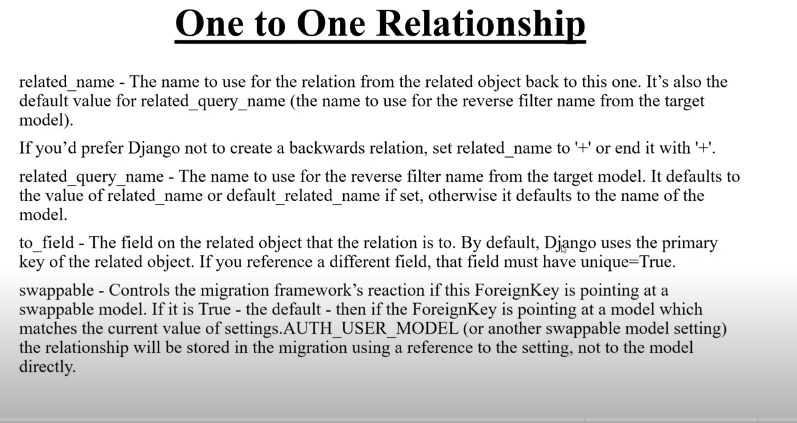 One to One Relationship
related_name - The name to use for the relation from the related object back to this one. It’s also the
default value for related_query_name (the name to use for the reverse filter name from the target
model).
If you’d prefer Django not to create a backwards relation, set related_name to '+' or end it with '+'.
related_query_name - The name to use for the reverse filter name from the target model. It defaults to
the value of related_name or default_related_name if set, otherwise it defaults to the name of the
model.
to_field - The field on the related object that the relation is to. By default, Django uses the primary
key of the related object. If you reference a different field, that field must have unique=True.
swappable - Controls the migration framework’s reaction if this ForeignKey is pointing at a
swappable model. If it is True - the default - then if the ForeignKey is pointing at a model which
matches the current value of settings.AUTH_USER_MODEL (or another swappable model setting)
the relationship will be stored in the migration using a reference to the setting, not to the model
directly.